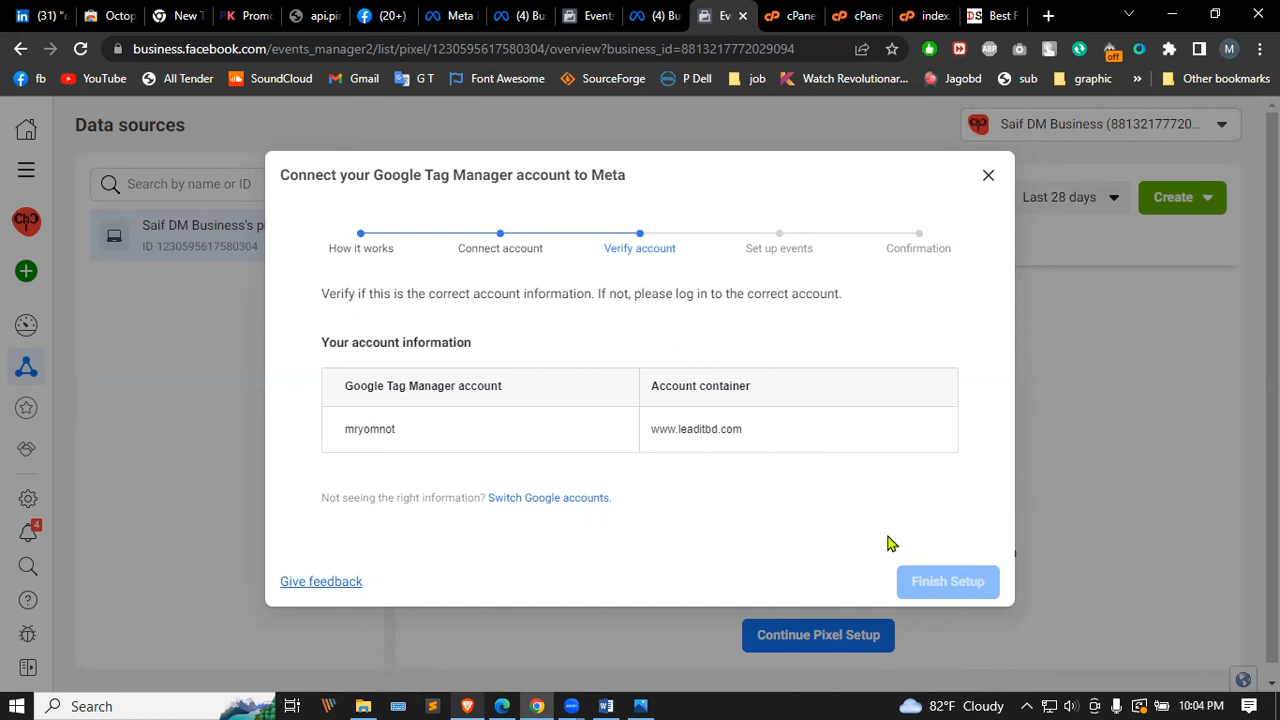 (31) "C
Octop
New T
Promo
api.pin
(20+)
Meta
(4) Bu
Events
(4) Bu
Ev
cPane
cPane
index.
Best F
business.facebook.com/events_manager2/list/pixel/1230595617580304/overview?business_id=8813217772029094
off
M
fb
YouTube
All Tender
SoundCloud
Gmail
G T
Font Awesome
SourceForge
P Dell
job
Watch Revolutionar...
Jagobd
sub
graphic
»
Other bookmarks
Data sources
Saif DM Business (88132177720...
Search by name or ID
Last 28 days
Create
Saif DM Business's p
ID 1230595617580304
Connect your Google Tag Manager account to Meta
How it works
Connect account
Verify account
Set up events
Confirmation
Verify if this is the correct account information. If not, please log in to the correct account.
Your account information
Google Tag Manager account
Account container
mryomnot
www.leaditbd.com
Not seeing the right information? Switch Google accounts.
Give feedback
Finish Setup
Continue Pixel Setup
4
Search
82°F Cloudy
10:04 PM